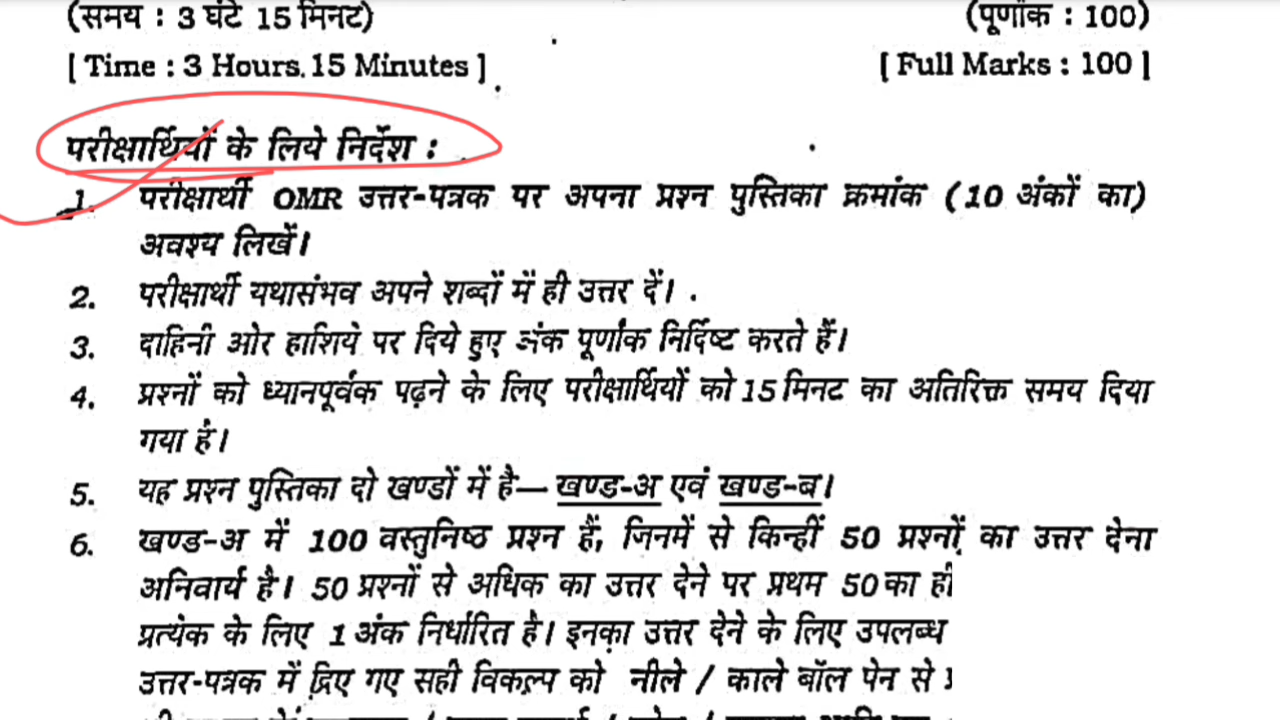 (समय : 3 घंटे 15 मिनट) (पूर्णांक : 100)
[ Time : 3 Hours. 15 Minutes ] [ Full Marks : 100 ]
परीक्षार्थियों के लिये निर्देश :
1. परीक्षार्थी OMR उत्तर-पत्रक पर अपना प्रश्न पुस्तिका क्रमांक (10 अंकों का)
अवश्य लिखें।
2. परीक्षार्थी यथासंभव अपने शब्दों में ही उत्तर दें।
3. दाहिनी ओर हाशिये पर दिये हुए अंक पूर्णांक निर्दिष्ट करते हैं।
4. प्रश्नों को ध्यानपूर्वक पढ़ने के लिए परीक्षार्थियों को 15 मिनट का अतिरिक्त समय दिया
गया है।
5. यह प्रश्न पुस्तिका दो खण्डों में है— खण्ड-अ एवं खण्ड-ब।
6. खण्ड-अ में 100 वस्तुनिष्ठ प्रश्न हैं, जिनमें से किन्हीं 50 प्रश्नों का उत्तर देना
अनिवार्य है। 50 प्रश्नों से अधिक का उत्तर देने पर प्रथम 50 का ही
प्रत्येक के लिए 1 अंक निर्धारित है। इनका उत्तर देने के लिए उपलब्ध
उत्तर-पत्रक में दिए गए सही विकल्प को नीले / काले बॉल पेन से